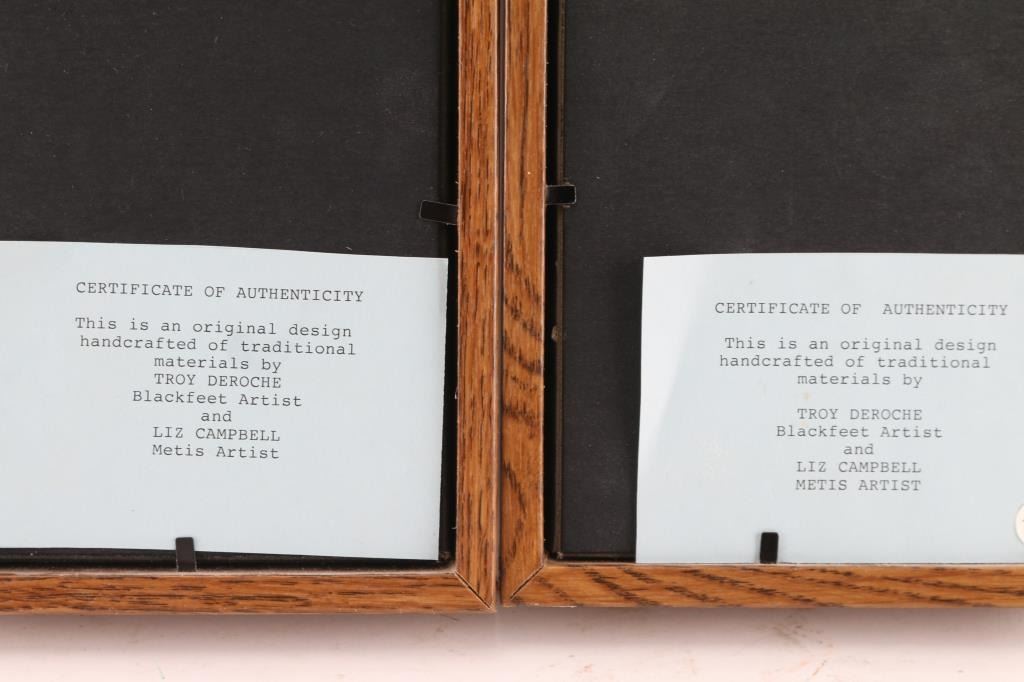 CERTIFICATE OF AUTHENTICITY
This is an original design
handcrafted of traditional
materials by
TROY DEROCHE
Blackfeet Artist
and
LIZ CAMPBELL
Metis Artist
CERTIFICATE OF AUTHENTICITY
This is an original design
handcrafted of traditional
materials by
TROY DEROCHE
Blackfeet Artist
and
LIZ CAMPBELL
METIS ARTIST